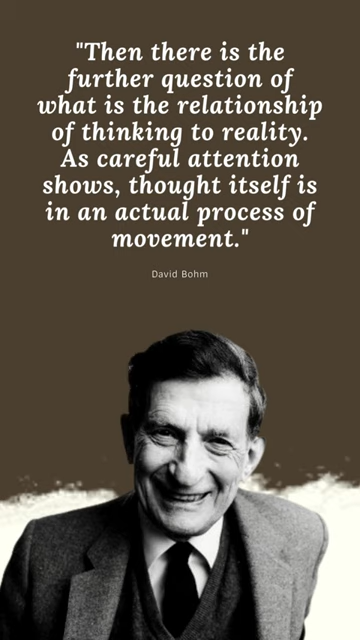 "Then there is the
further question of
what is the relationship
of thinking to reality.
As careful attention
shows, thought itself is
in an actual process of
movement."
David Bohm